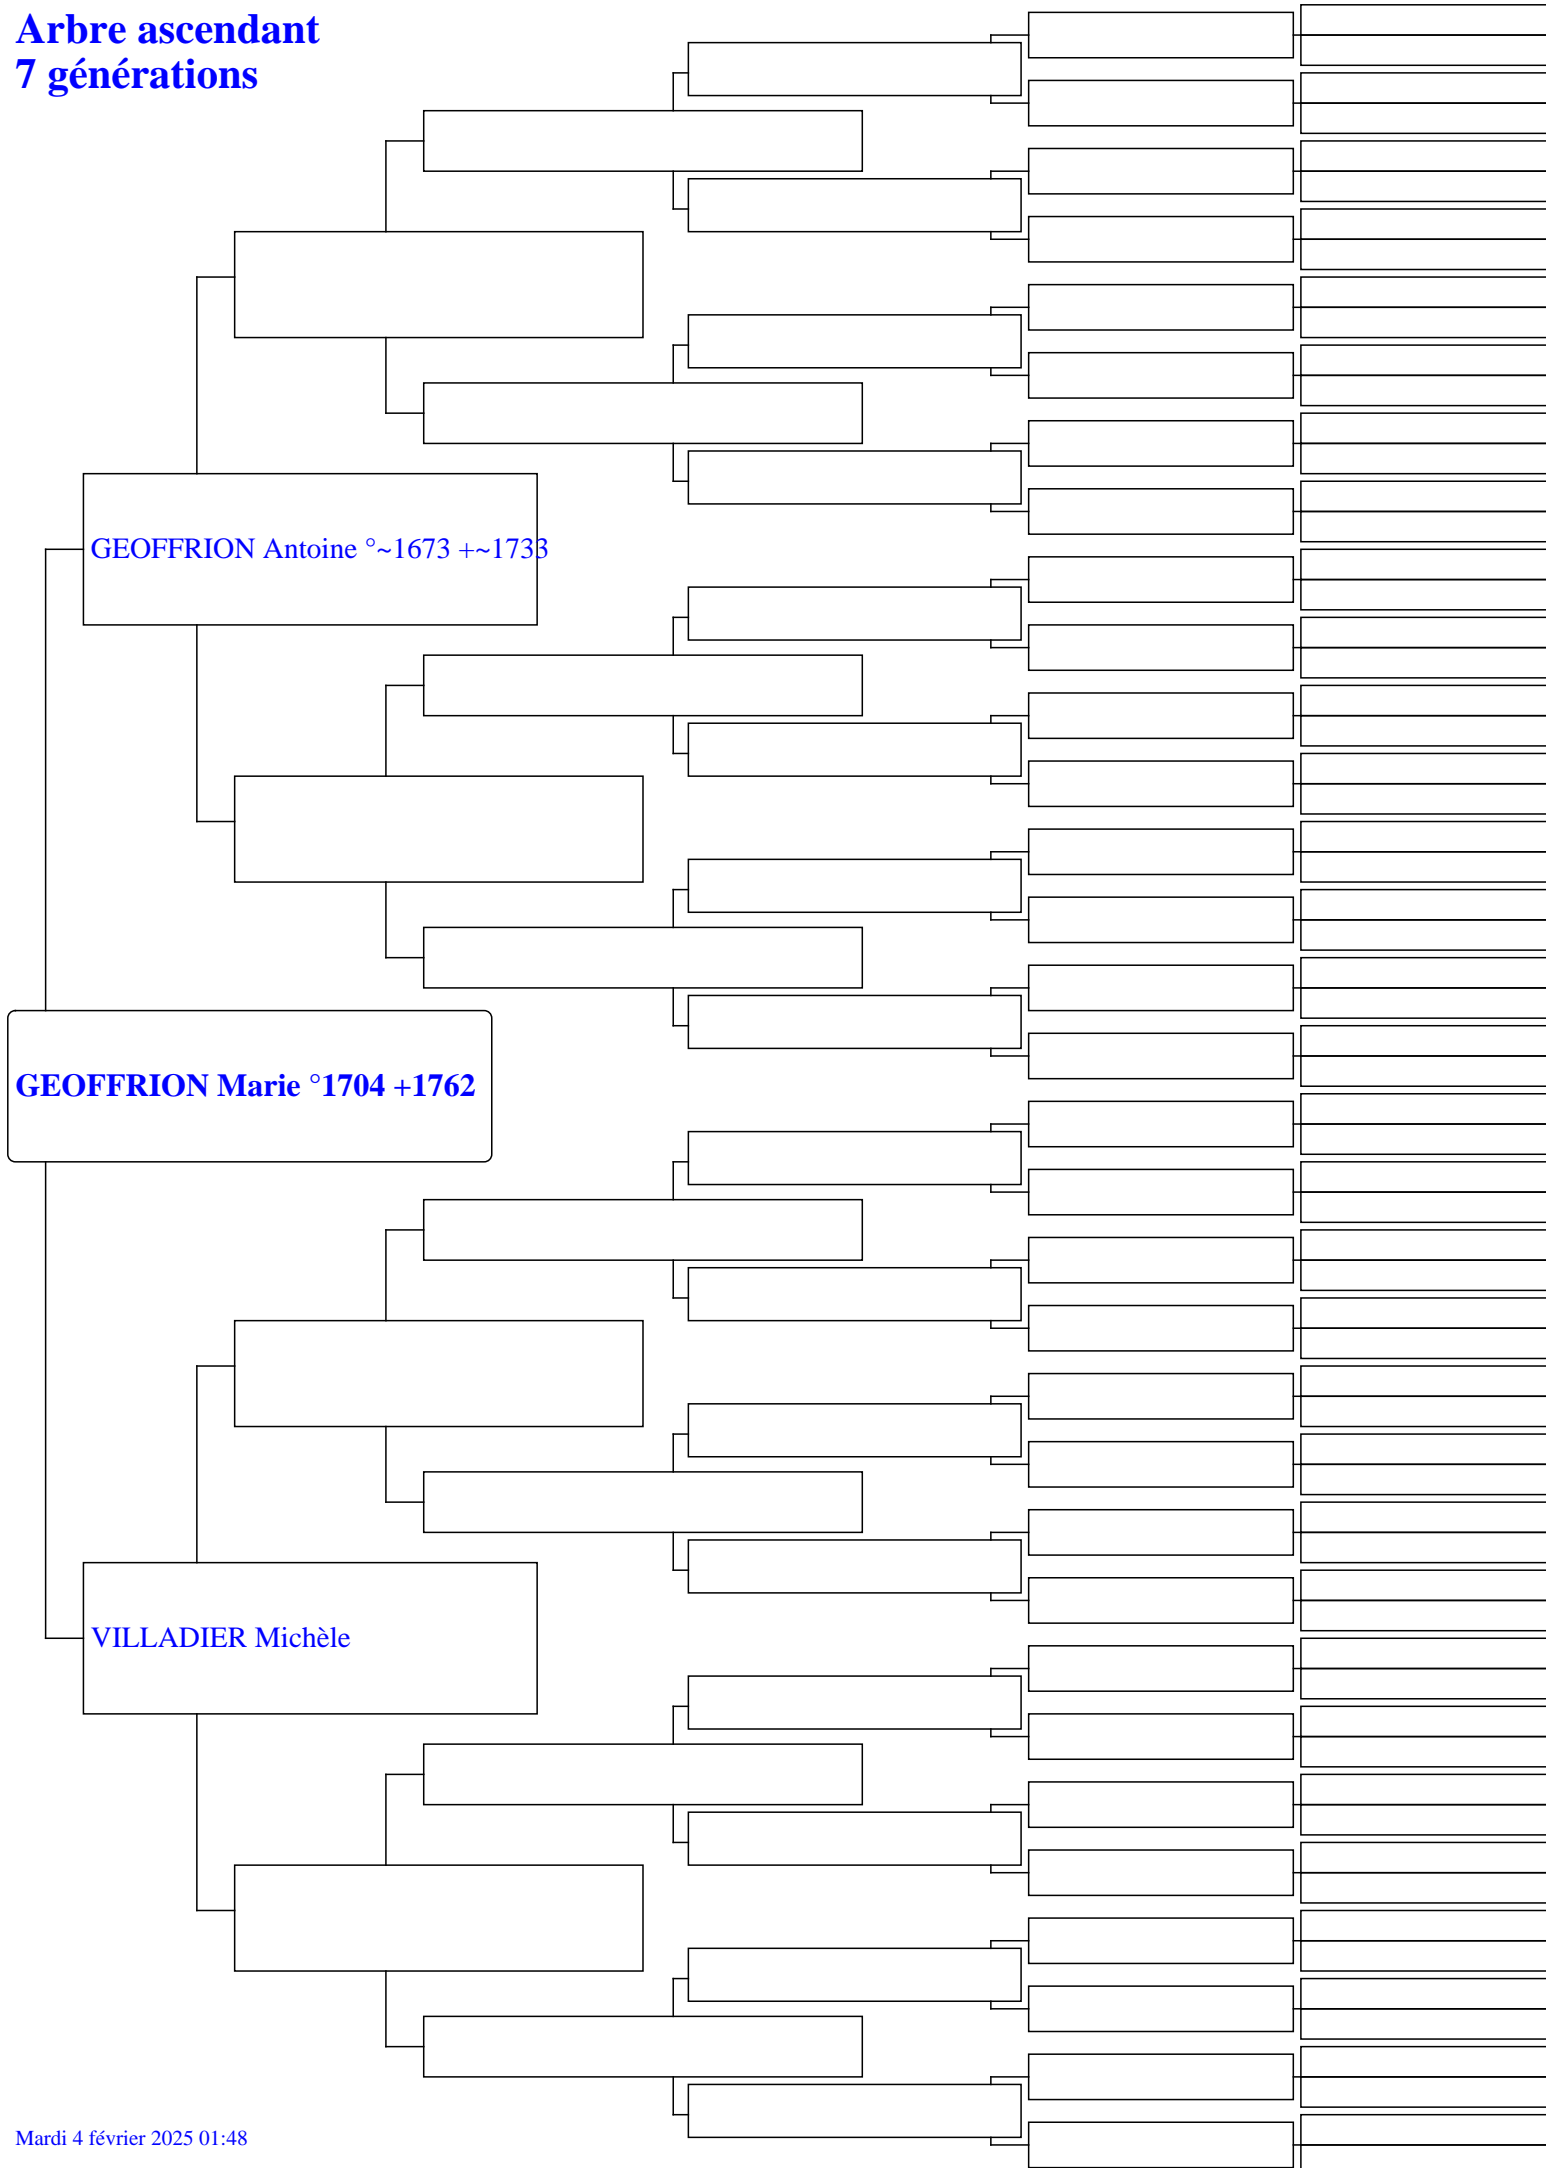 Arbre ascendant
7 générations
GEOFFRION Antoine °~1673 +~1733
GEOFFRION Marie °1704 +1762
VILLADIER Michèle
Mardi 4 février 2025 01:48